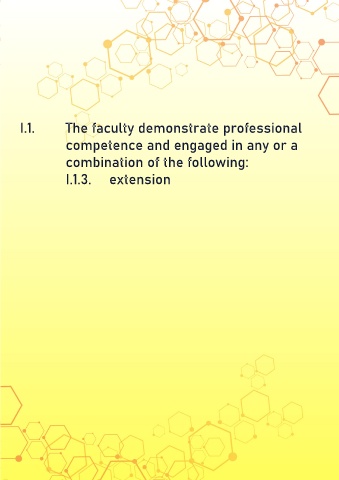 I.1. The faculty demonstrate professional
competence and engaged in any or a
combination of the following:
I.1.3. extension